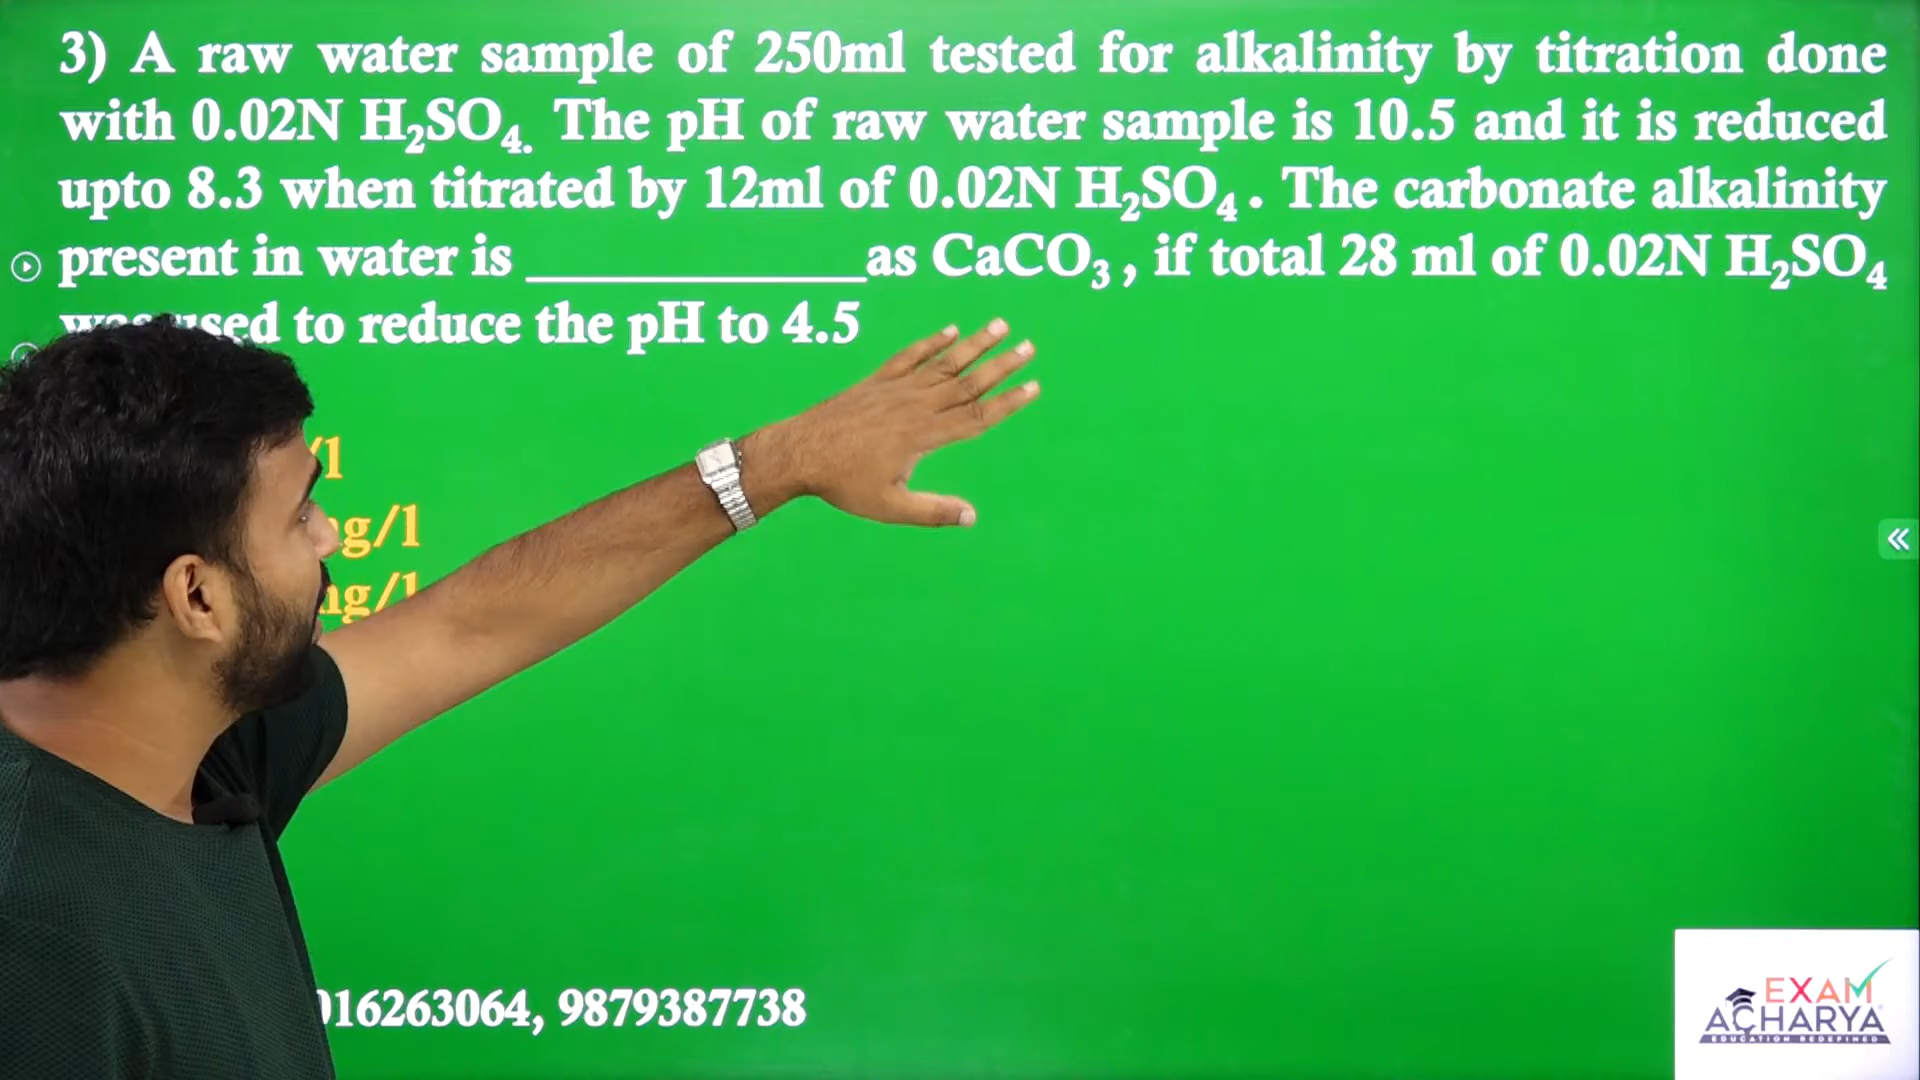 3) A raw water sample of 250ml tested for alkalinity by titration done
with 0.02N H₂SO₄. The pH of raw water sample is 10.5 and it is reduced
upto 8.3 when titrated by 12ml of 0.02N H₂SO₄. The carbonate alkalinity
present in water is ____________as CaCO₃, if total 28 ml of 0.02N H₂SO₄
used to reduce the pH to 4.5
/l
g/l
g/l
16263064, 9879387738
EXAM
ACHARYA
EDUCATION REDEFINED